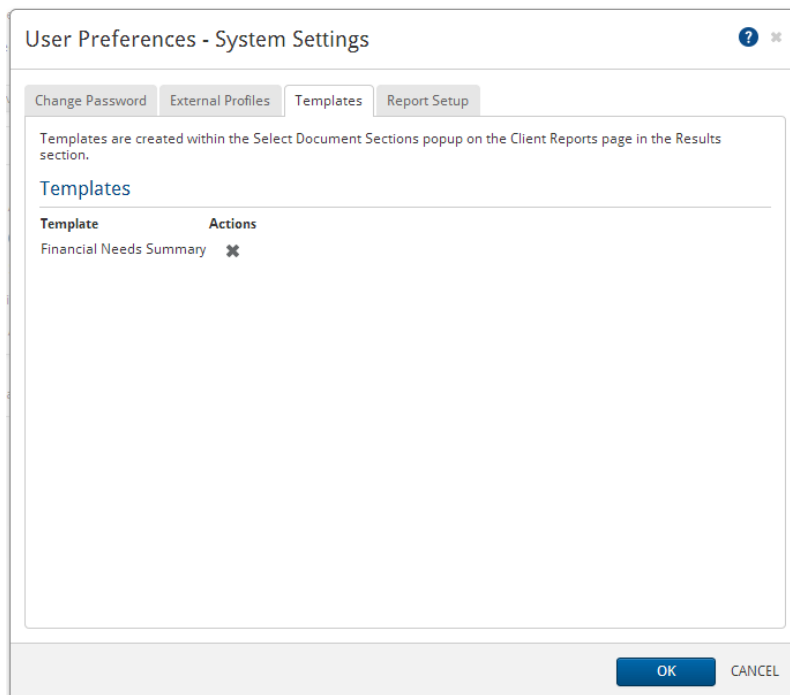 User Preferences - System Settings
?
Change Password External Profiles Templates Report Setup
Templates are created within the Select Document Sections popup on the Client Reports page in the Results
section.
Templates
Template Actions
Financial Needs Summary
OK CANCEL